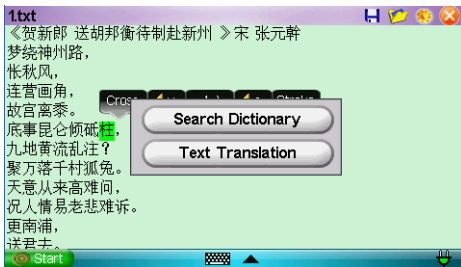 1.txt
《贺新郎 送胡邦衡待制赴新州 》宋 张元幹
梦绕神州路，
怅秋风，
连营画角，
故宫离黍。
底事昆仑倾砥柱，
九地黄流乱注？
聚万落千村狐兔。
天意从来高难问，
况人情易老悲难诉。
更南浦，
送君去。
Search Dictionary
Text Translation
Start